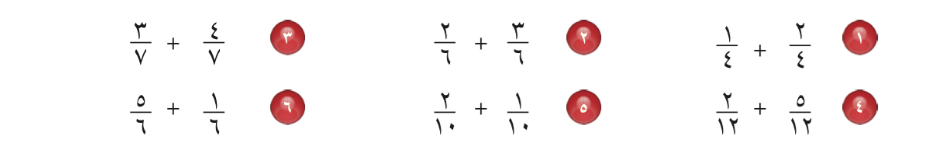 ١ ٢/٤ + ١/٤ ٢ ٣/٦ + ٢/٦ ٣ ٤/٧ + ٣/٧
٤ ٥/١٢ + ٢/١٢ ٥ ١/١٠ + ٢/١٠ ٦ ١/٦ + ٥/٦